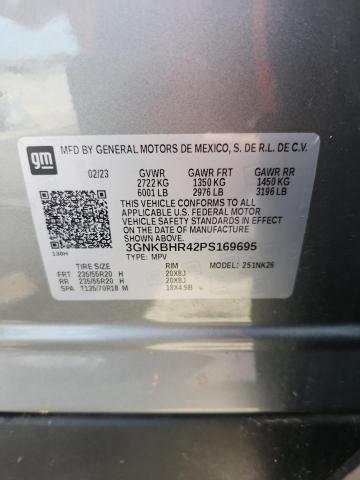 gm
MFD BY GENERAL MOTORS DE MEXICO, S. DE R.L. DE C.V.
02/23 GVWR GAWR FRT GAWR RR
2722 KG 1350 KG 1450 KG
6001 LB 2976 LB 3196 LB
THIS VEHICLE CONFORMS TO ALL
APPLICABLE U.S. FEDERAL MOTOR
VEHICLE SAFETY STANDARDS IN EFFECT
ON THE DATE OF MANUFACTURE
SHOWN ABOVE.
3GNKBHR42PS169695
130H TYPE: MPV
TIRE SIZE RIM MODEL: 251NK26
FRT 235/55R20 H 20X8J
RR 235/55R20 H 20X8J
SPA T135/70R18 M 18X4.5B